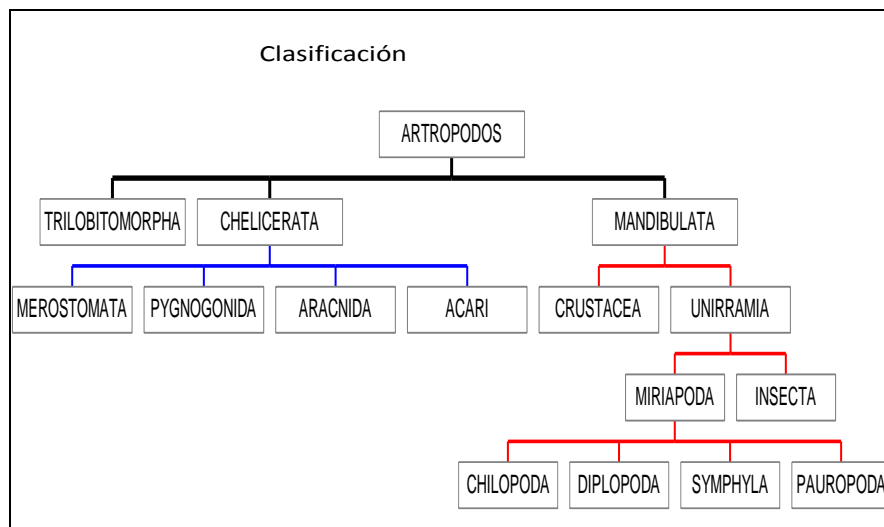 Clasificación
ARTROPODOS
TRILOBITOMORPHA CHELICERATA MANDIBULATA
MEROSTOMATA PYGNOGONIDA ARACNIDA ACARI CRUSTACEA UNIRRAMIA
MIRIAPODA INSECTA
CHILOPODA DIPLOPODA SYMPHYLA PAUROPODA